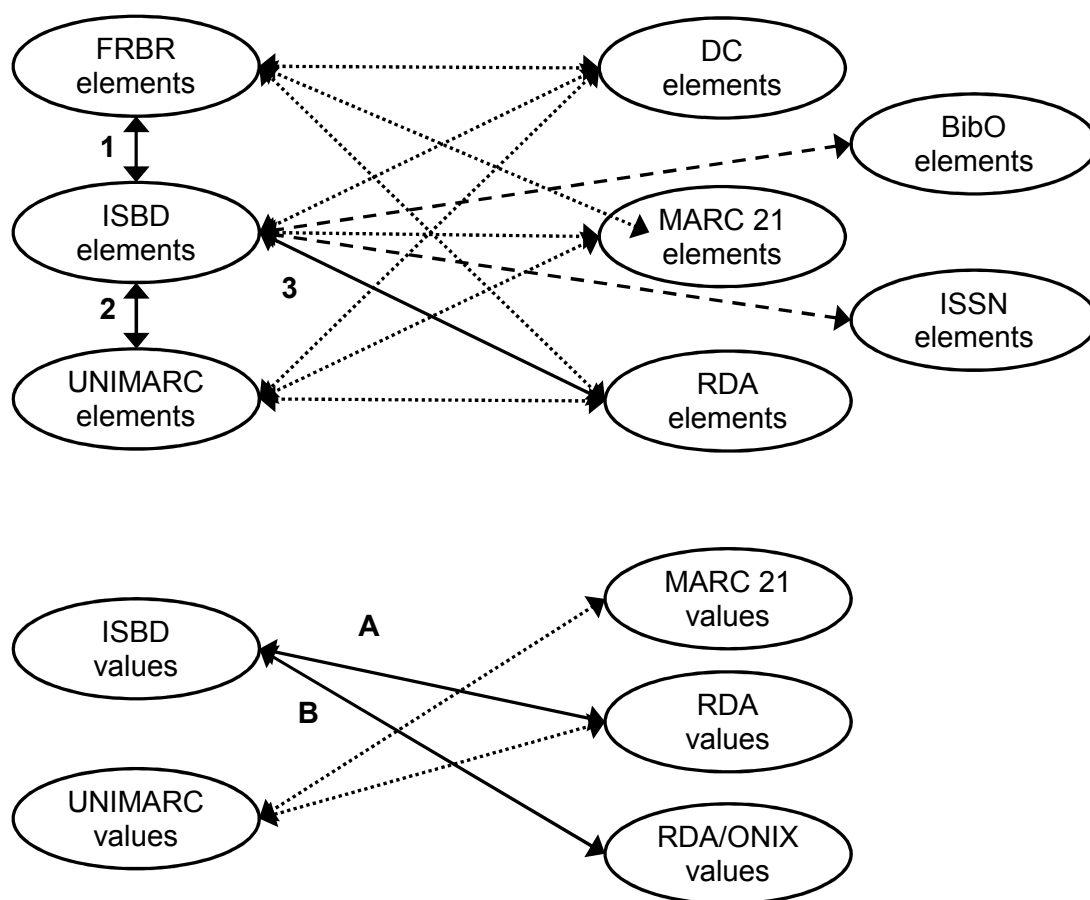 FRBR
elements
DC
elements
BibO
elements
1
ISBD
elements
MARC 21
elements
3
2
ISSN
elements
UNIMARC
elements
RDA
elements
MARC 21
values
A
ISBD
values
B
RDA
values
UNIMARC
values
RDA/ONIX
values